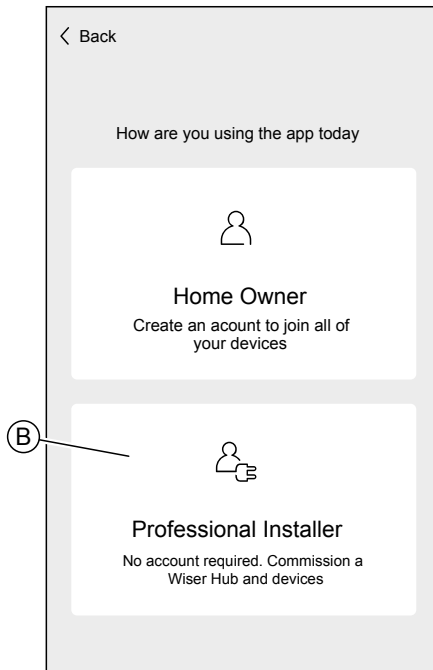 Back
How are you using the app today
Home Owner
Create an acount to join all of
your devices
B
Professional Installer
No account required. Commission a
Wiser Hub and devices